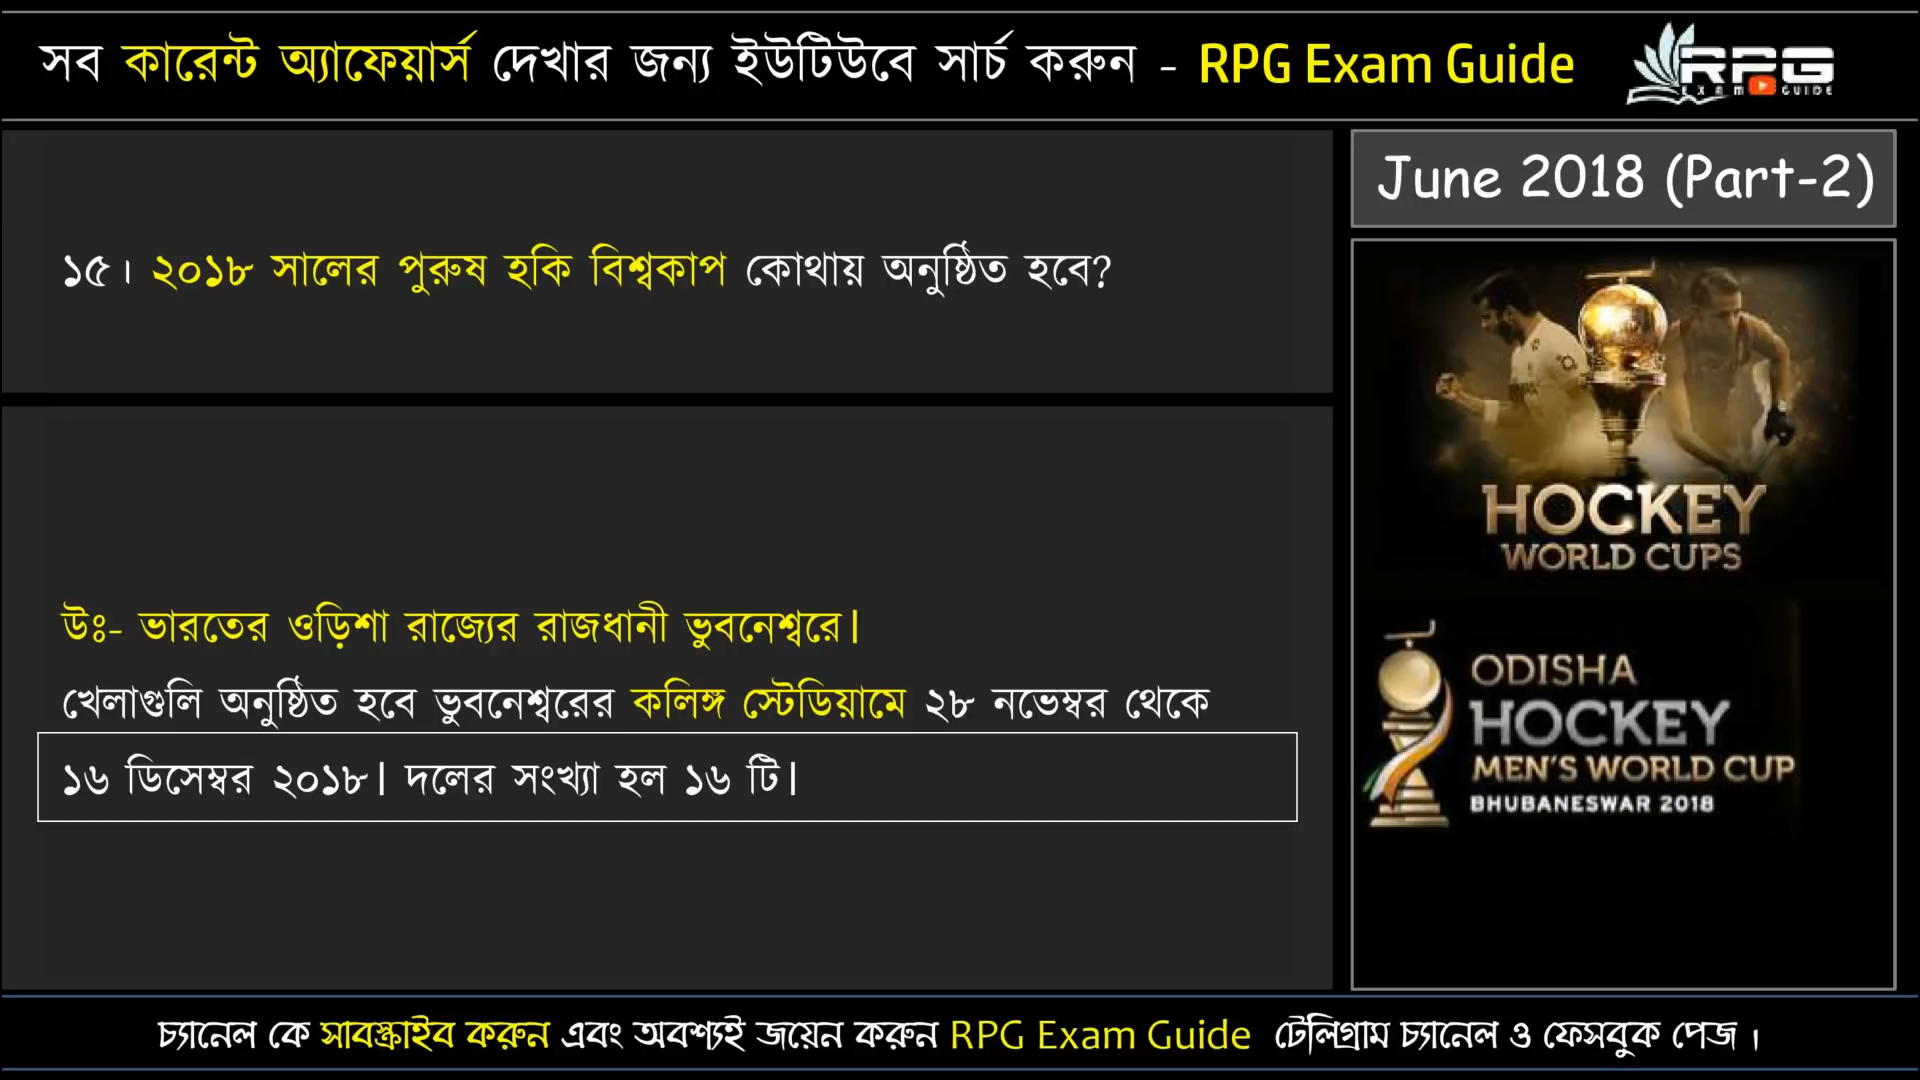 সব কারেন্ট অ্যাফেয়ার্স দেখার জন্য ইউটিউবে সার্চ করুন - RPG Exam Guide
RPG
EXAM GUIDE
June 2018 (Part-2)
১৫। ২০১৮ সালের পুরুষ হকি বিশ্বকাপ কোথায় অনুষ্ঠিত হবে?
উঃ- ভারতের ওড়িশা রাজ্যের রাজধানী ভুবনেশ্বরে।
খেলাগুলি অনুষ্ঠিত হবে ভুবনেশ্বরের কলিঙ্গ স্টেডিয়ামে ২৮ নভেম্বর থেকে
১৬ ডিসেম্বর ২০১৮। দলের সংখ্যা হল ১৬ টি।
HOCKEY
WORLD CUPS
ODISHA
HOCKEY
MEN'S WORLD CUP
BHUBANESWAR 2018
চ্যানেল কে সাবস্ক্রাইব করুন এবং অবশ্যই জয়েন করুন RPG Exam Guide টেলিগ্রাম চ্যানেল ও ফেসবুক পেজ ।